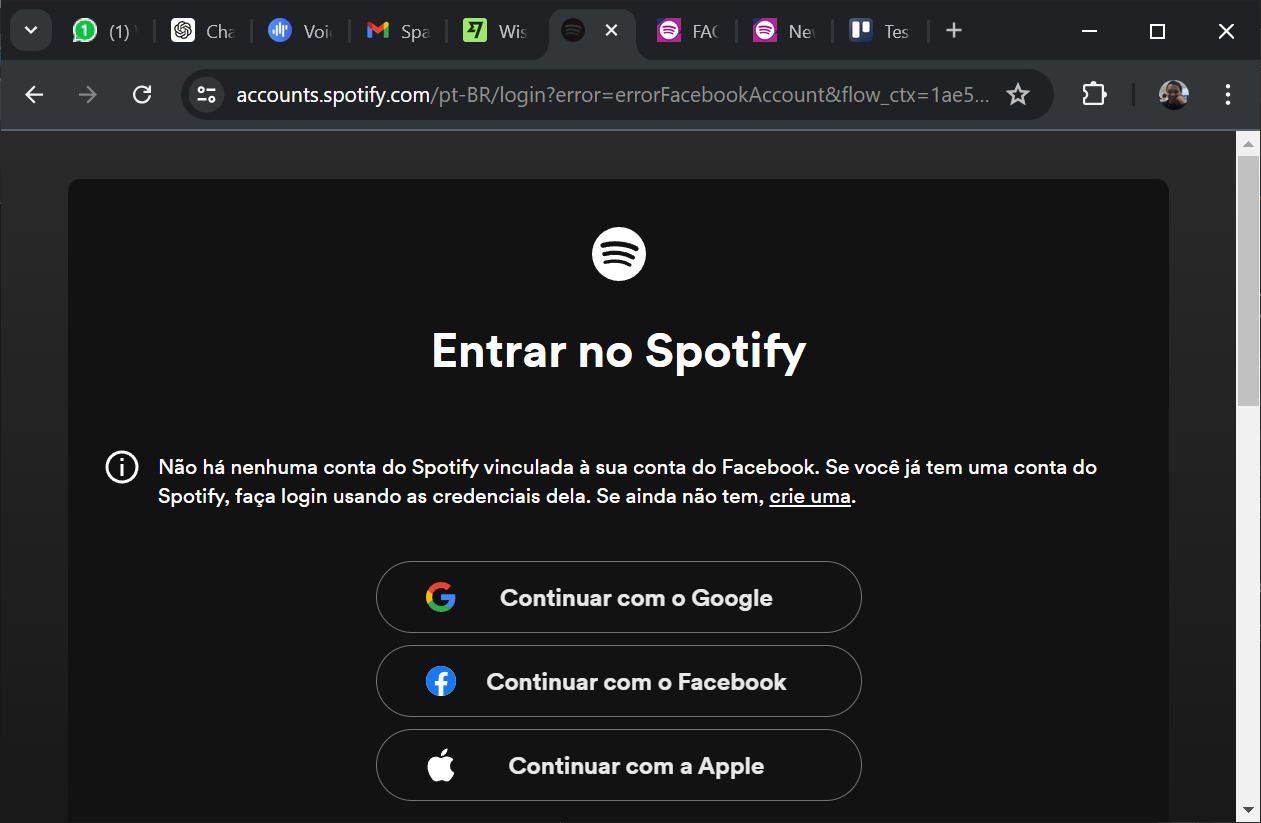 (1)
Cha
Voi
Spa
Wis
FAC
Nev
Tes
accounts.spotify.com/pt-BR/login?error=errorFacebookAccount&flow_ctx=1ae5...
Entrar no Spotify
Não há nenhuma conta do Spotify vinculada à sua conta do Facebook. Se você já tem uma conta do
Spotify, faça login usando as credenciais dela. Se ainda não tem, crie uma.
Continuar com o Google
Continuar com o Facebook
Continuar com a Apple